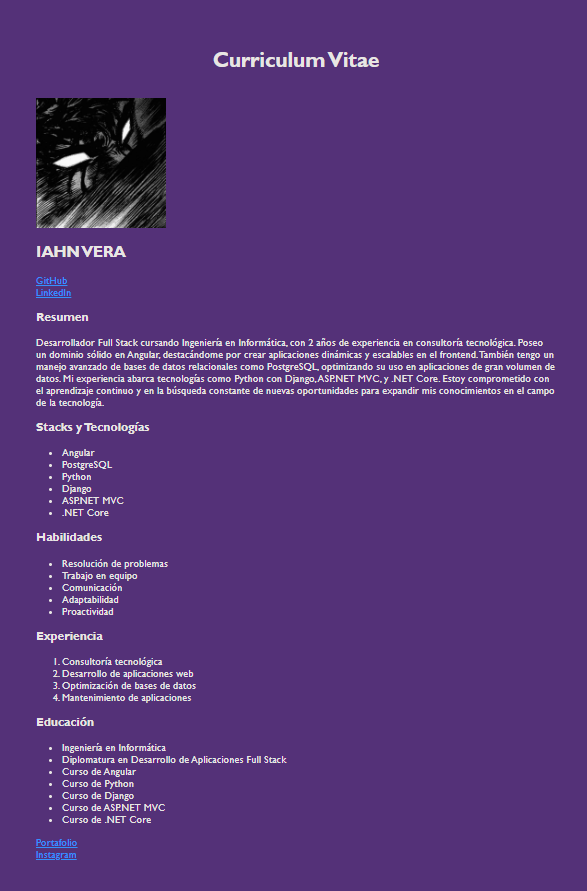 Curriculum Vitae
IAHN VERA
GitHub
LinkedIn
Resumen
Desarrollador Full Stack cursando Ingeniería en Informática, con 2 años de experiencia en consultoría tecnológica. Poseo
un dominio sólido en Angular, destacándome por crear aplicaciones dinámicas y escalables en el frontend. También tengo un
manejo avanzado de bases de datos relacionales como PostgreSQL, optimizando su uso en aplicaciones de gran volumen de
datos. Mi experiencia abarca tecnologías como Python con Django, ASP.NET MVC, y .NET Core. Estoy comprometido con
el aprendizaje continuo y en la búsqueda constante de nuevas oportunidades para expandir mis conocimientos en el campo
de la tecnología.
Stacks y Tecnologías
• Angular
• PostgreSQL
• Python
• Django
• ASP.NET MVC
• .NET Core
Habilidades
• Resolución de problemas
• Trabajo en equipo
• Comunicación
• Adaptabilidad
• Proactividad
Experiencia
1. Consultoría tecnológica
2. Desarrollo de aplicaciones web
3. Optimización de bases de datos
4. Mantenimiento de aplicaciones
Educación
• Ingeniería en Informática
• Diplomatura en Desarrollo de Aplicaciones Full Stack
• Curso de Angular
• Curso de Python
• Curso de Django
• Curso de ASP.NET MVC
• Curso de .NET Core
Portafolio
Instagram